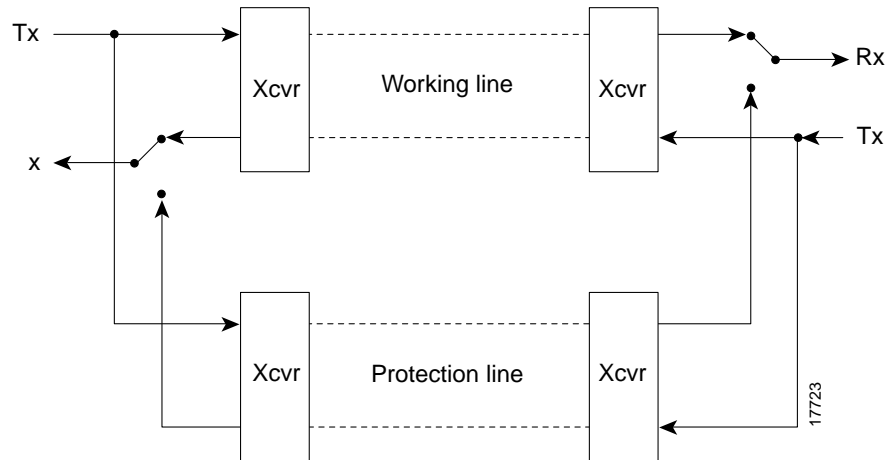 Tx
Xcvr
Working line
Xcvr
Rx
x
Tx
Xcvr
Protection line
Xcvr
17723